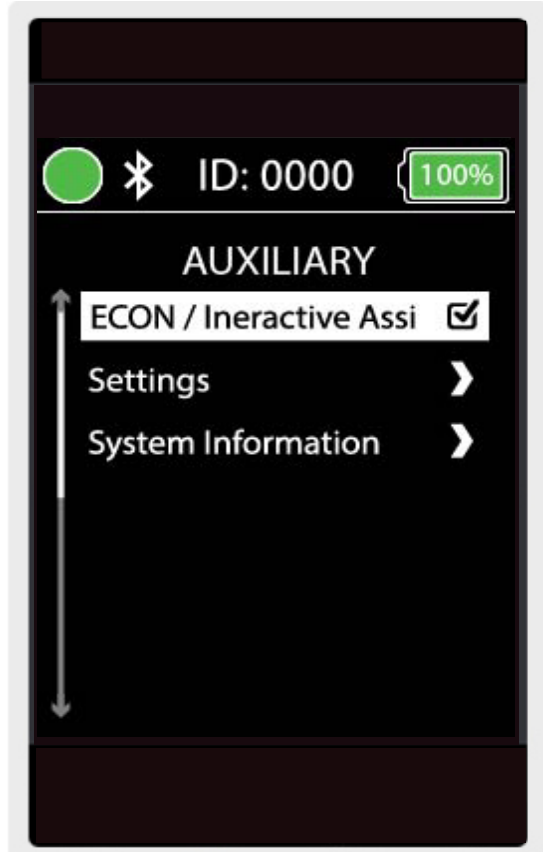 ID: 0000 100%
AUXILIARY
ECON / Ineractive Assi
Settings
System Information